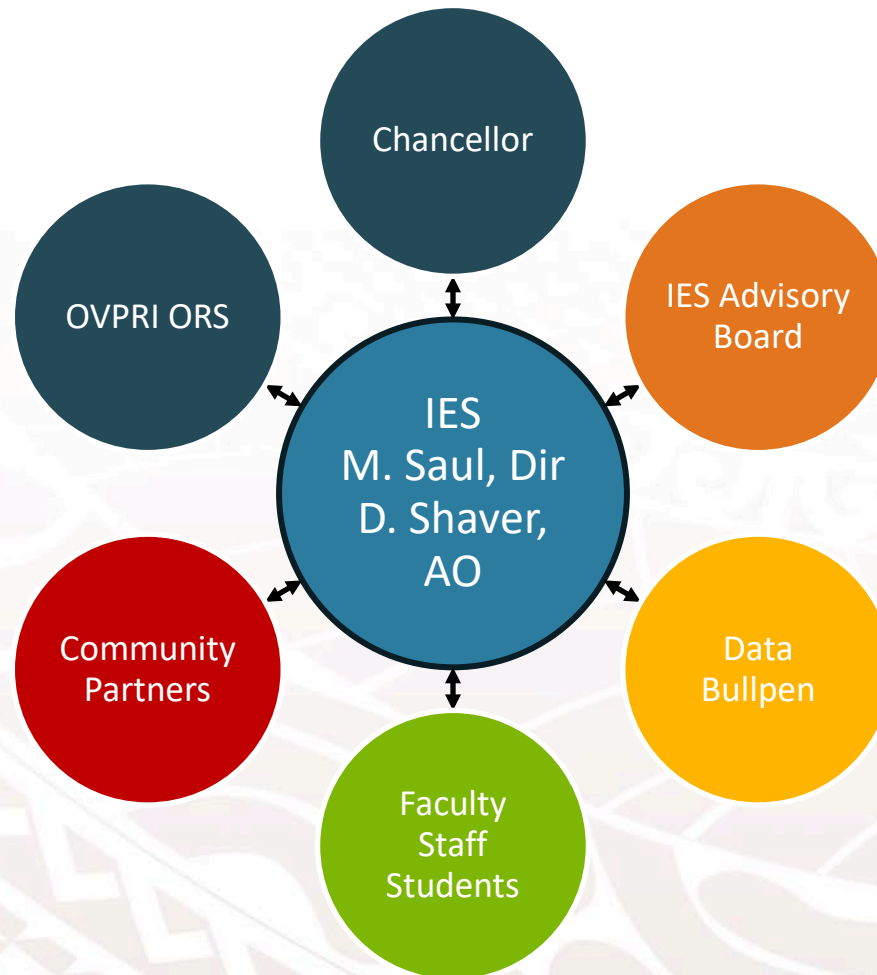 Chancellor
OVPRI ORS
IES Advisory
Board
IES
M. Saul, Dir
D. Shaver,
AO
Community
Partners
Data
Bullpen
Faculty
Staff
Students